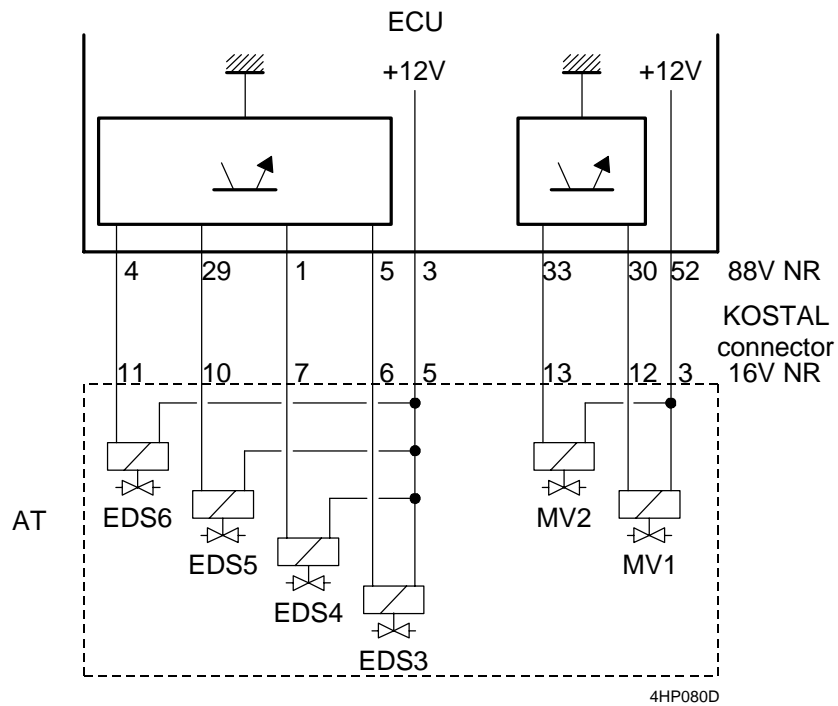 ECU
+12V +12V
4 29 1 5 3 33 30 52 88V NR
KOSTAL
connector
11 10 7 6 5 13 12 3 16V NR
AT
EDS6 MV2
EDS5 MV1
EDS4
EDS3
4HP080D